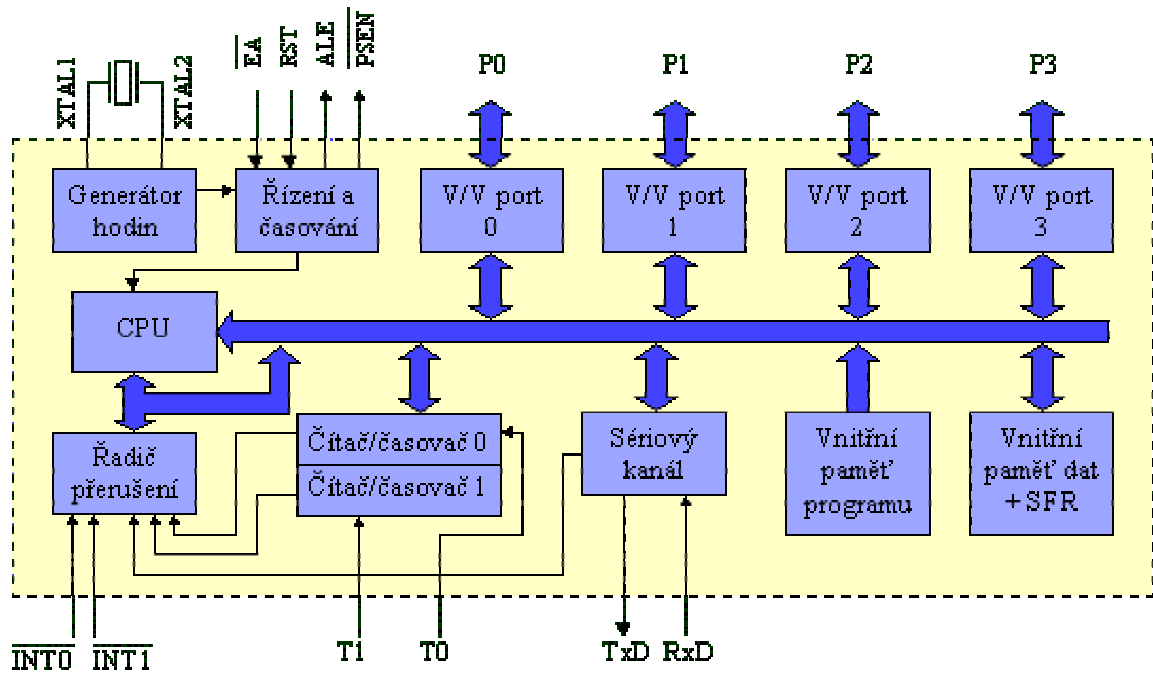 XTAL1
XTAL2
EA
RST
ALE
PSEN
P0
P1
P2
P3
Generátor
hodin
Řízení a
časování
V/V port
0
V/V port
1
V/V port
2
V/V port
3
CPU
Řadič
přerušení
Čítač/časovač 0
Čítač/časovač 1
Sériový
kanál
Vnitřní
paměť
programu
Vnitřní
paměť dat
+SFR
INT0
INT1
T1
T0
TxD
RxD